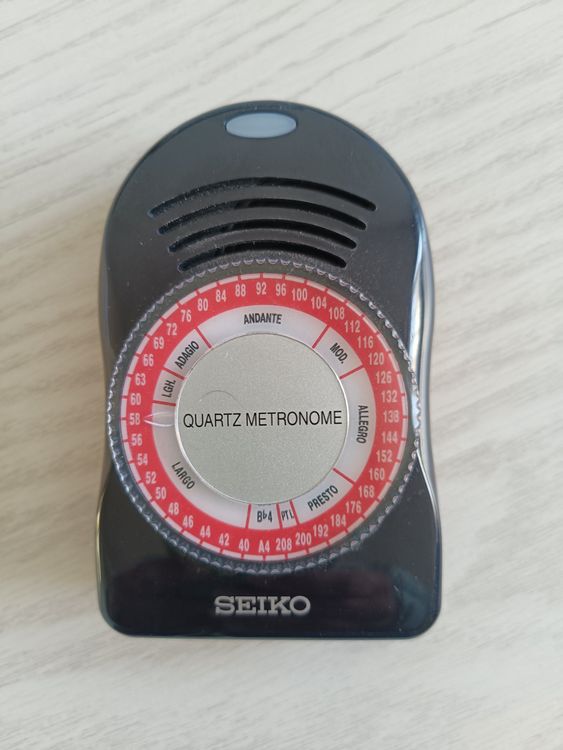 40 42 44 46 48 50 52 54 56 58 60 63 66 69 72 76 80 84 88 92 96 100 104 108 112 116 120 126 132 138 144 152 160 168 176 184 192 200 208 A4
LARGO LGH. ADAGIO ANDANTE MOD. ALLEGRO PRESTO PTL B♭4
QUARTZ METRONOME
SEIKO